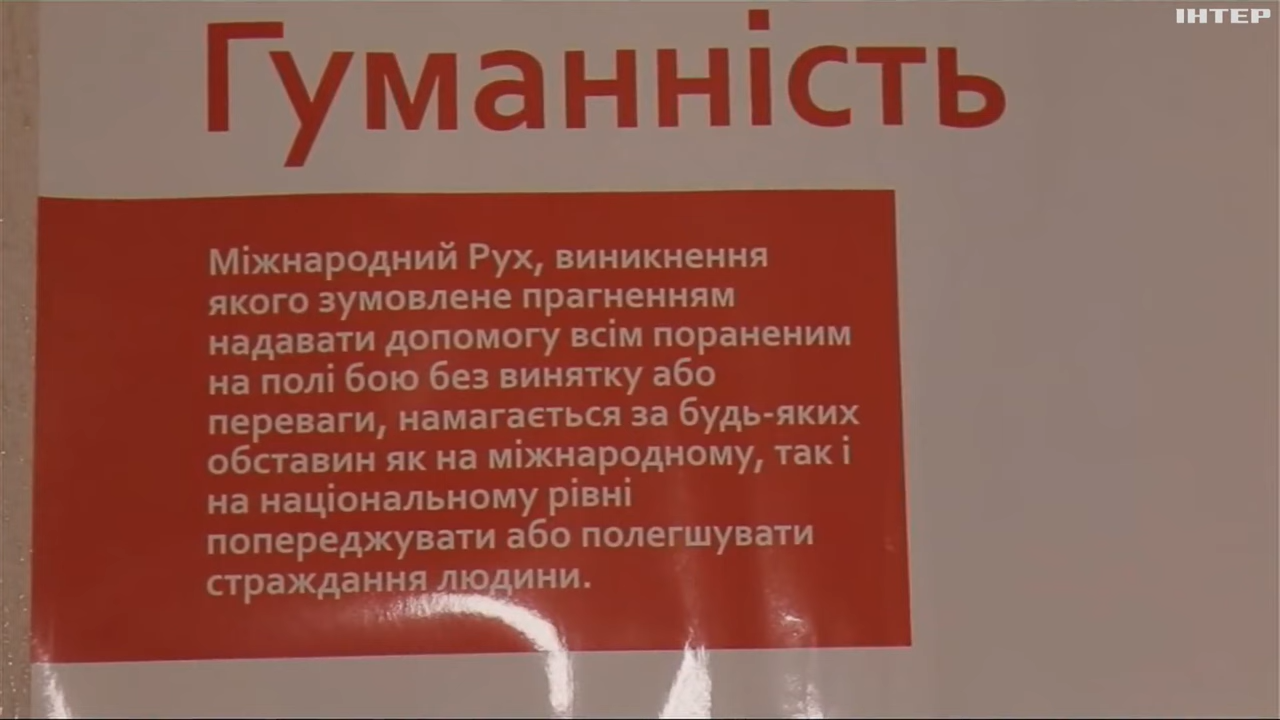 ІНТЕР
Гуманність
Міжнародний Рух, виникнення
якого зумовлене прагненням
надавати допомогу всім пораненим
на полі бою без винятку або
переваги, намагається за будь-яких
обставин як на міжнародному, так і
на національному рівні
попереджувати або полегшувати
страждання людини.